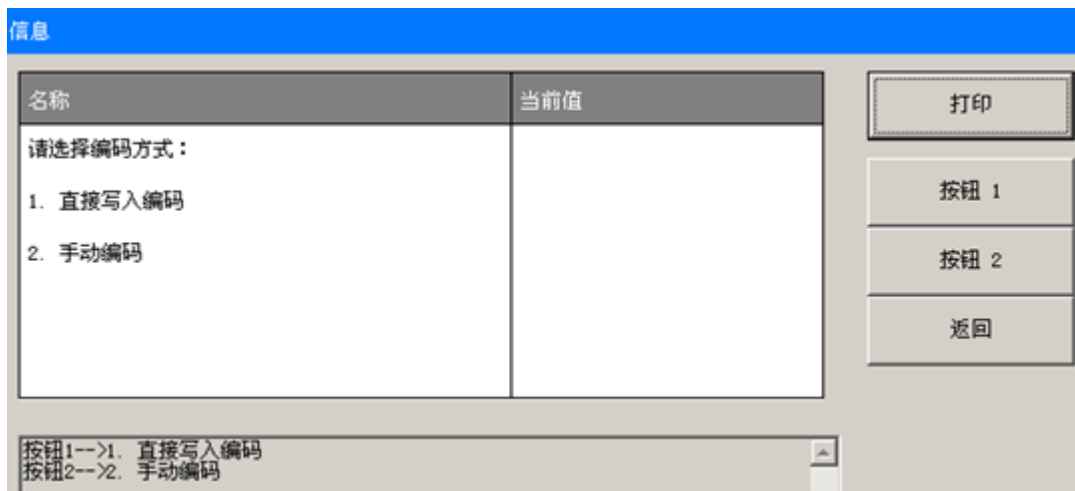 信息
名称 当前值
请选择编码方式：
1. 直接写入编码
2. 手动编码
打印
按钮 1
按钮 2
返回
按钮1-->1. 直接写入编码
按钮2-->2. 手动编码